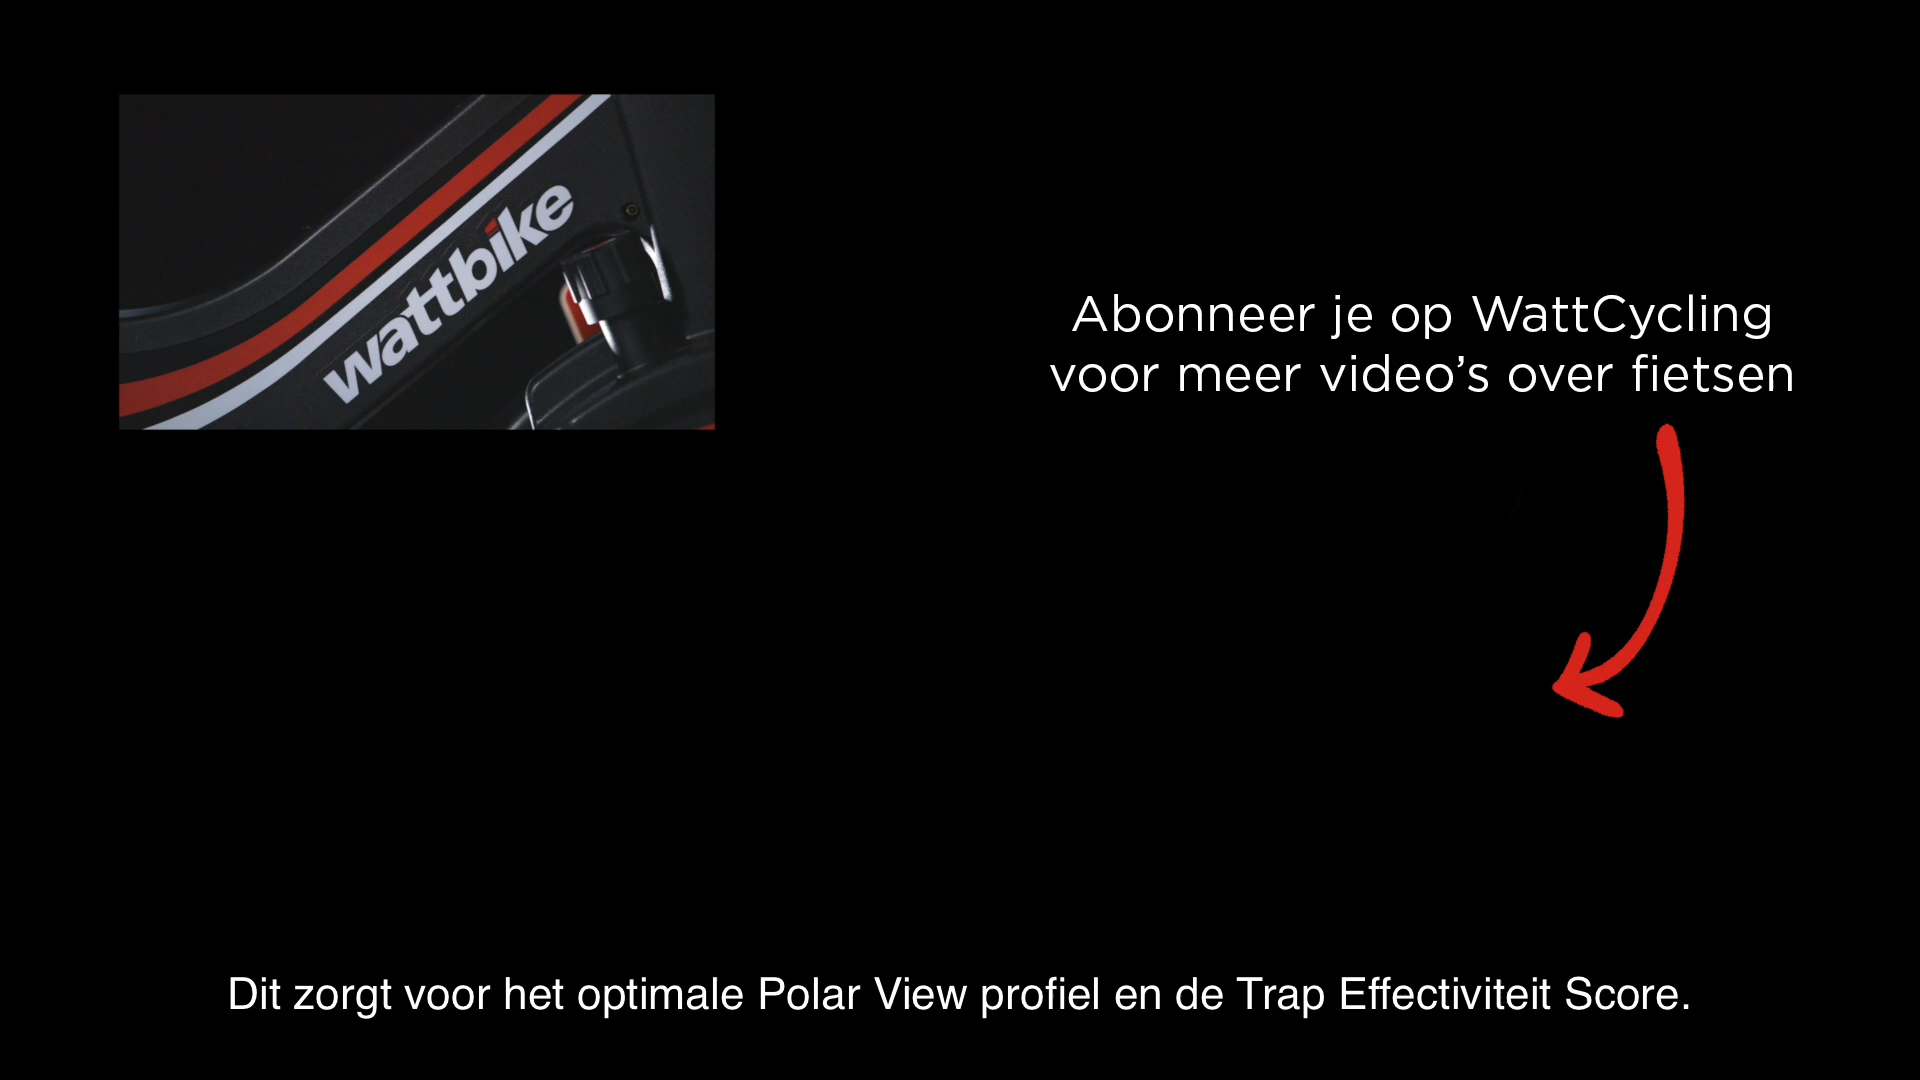 wattbike
Abonneer je op WattCycling
voor meer video’s over fietsen
Dit zorgt voor het optimale Polar View profiel en de Trap Effectiviteit Score.